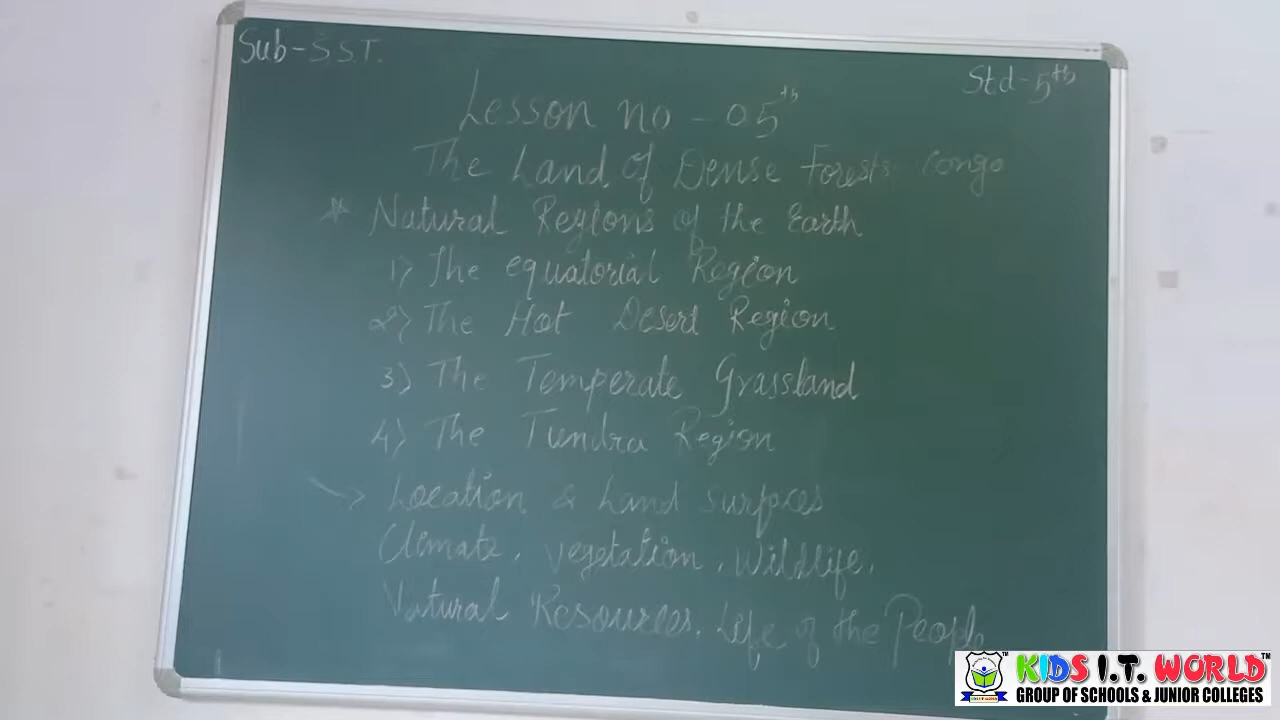 Sub-S.S.T.
Std-5th
Lesson no - 05th
The Land of Dense Forests Congo
* Natural Regions of the Earth
1) The equatorial Region
2) The Hot Desert Region
3) The Temperate Grassland
4) The Tundra Region
→ Location & Land Surfaces
Climate, vegetation, Wildlife,
Natural Resources, Life of the People
KIDS I.T. WORLD™
GROUP OF SCHOOLS & JUNIOR COLLEGES